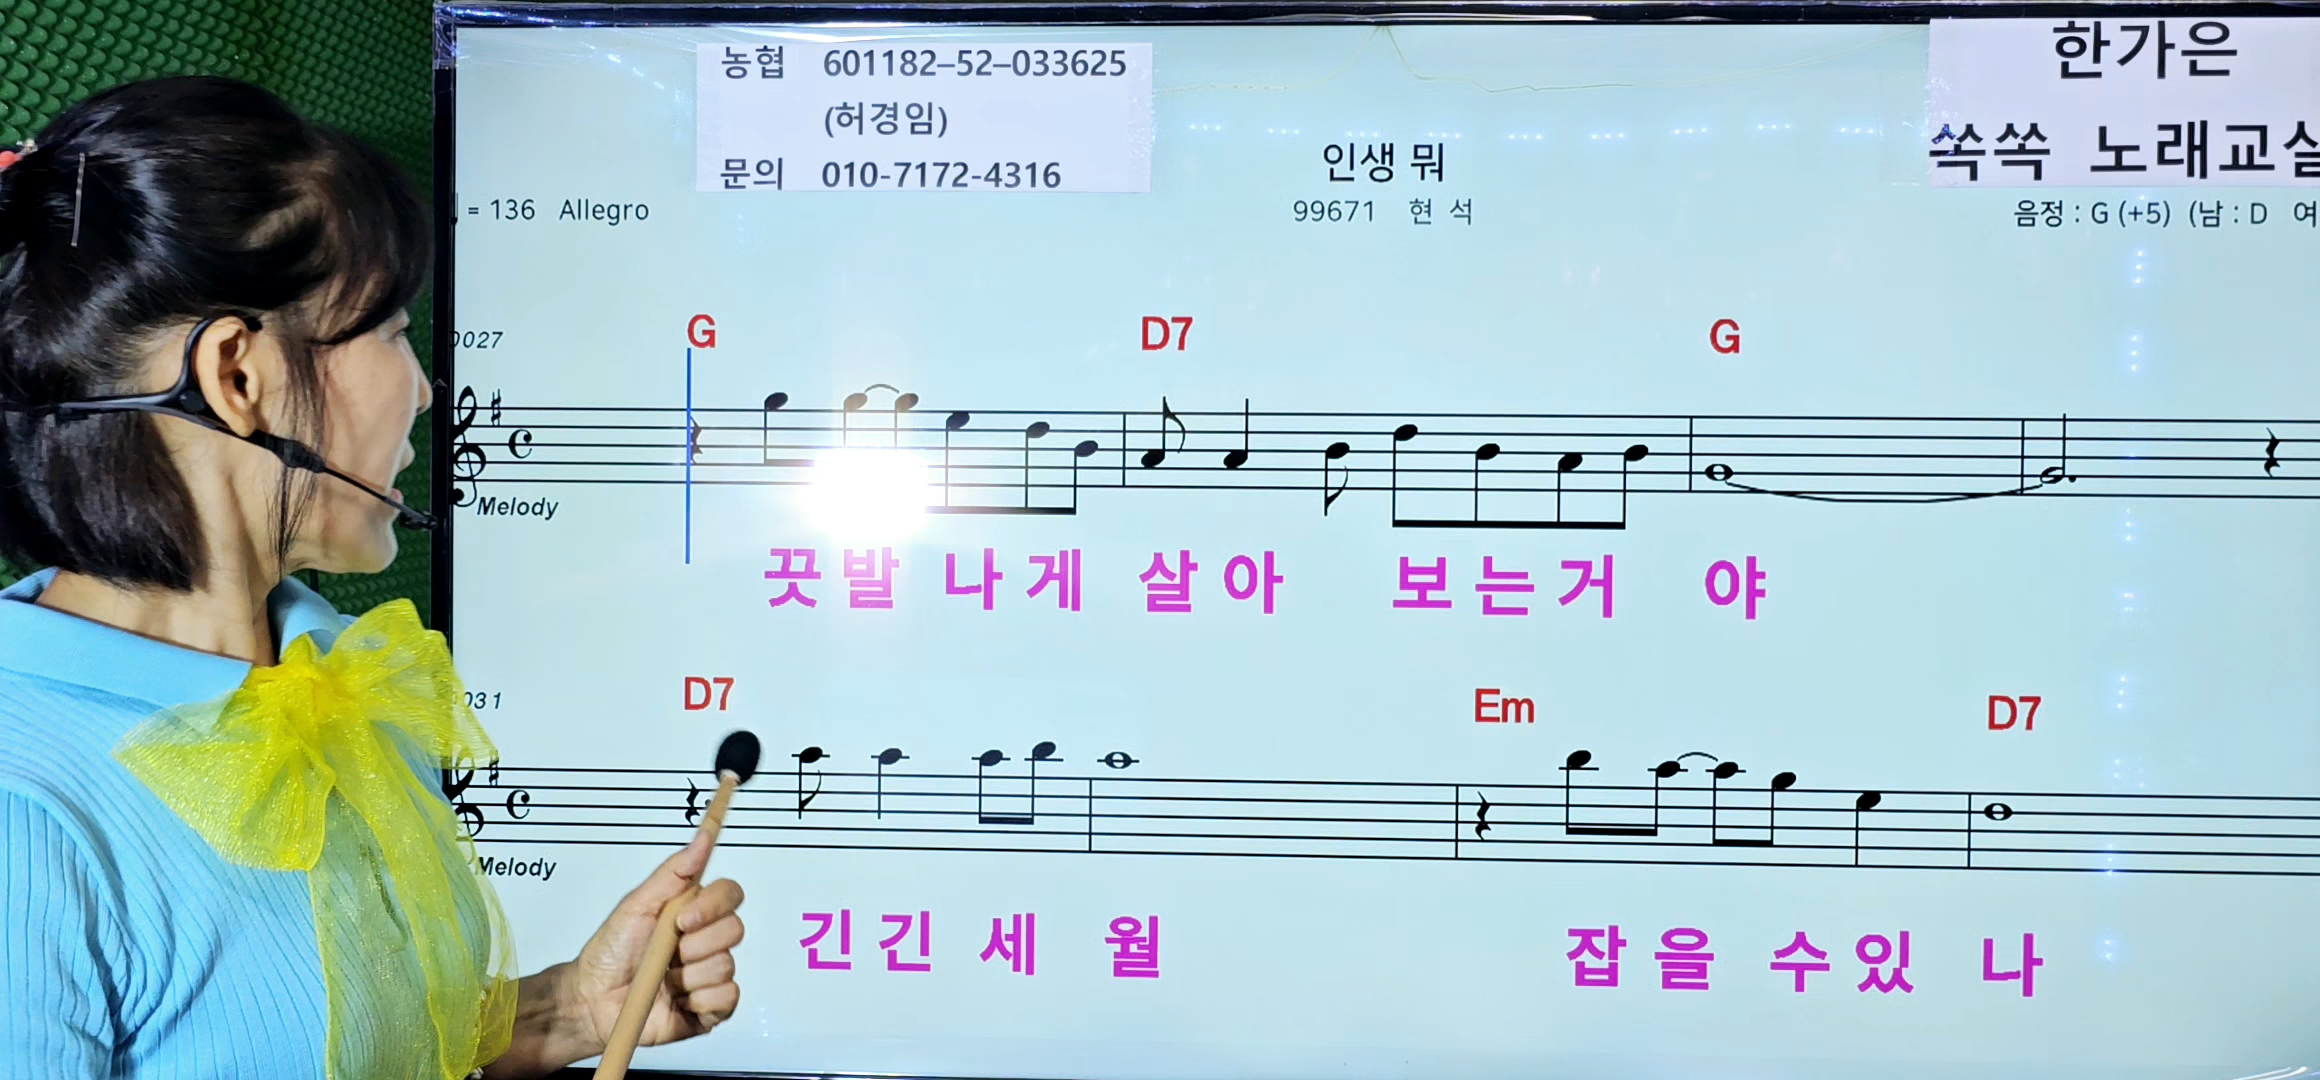 농협 601182–52–033625
(허경임)
문의 010-7172-4316
한가은
쏙쏙 노래교실
인생 뭐
99671 현 석
= 136 Allegro
음정 : G (+5) (남 : D 여
G D7 G
0027
Melody
끗발 나게 살아 보는거 야
D7 Em D7
0031
Melody
긴긴 세 월 잡을 수있 나